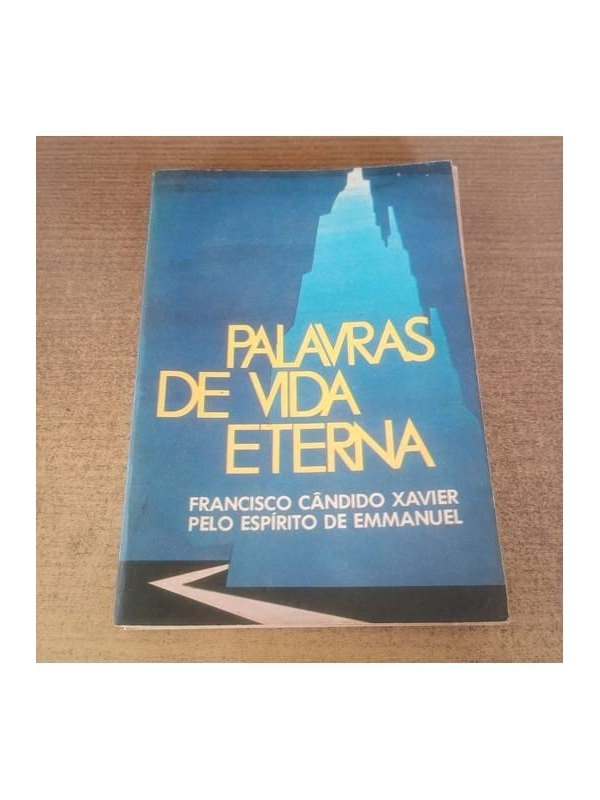 PALAVRAS
DE VIDA
ETERNA
FRANCISCO CÂNDIDO XAVIER
PELO ESPÍRITO DE EMMANUEL